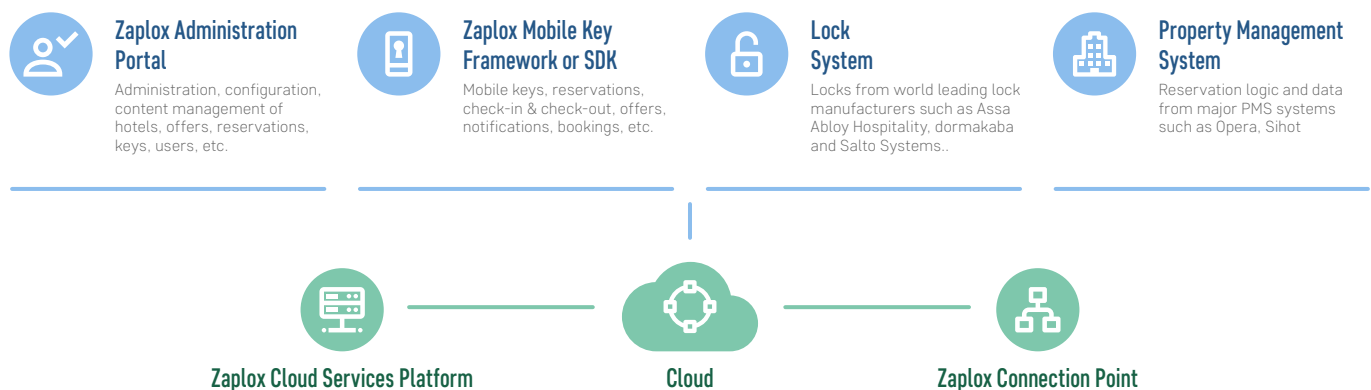 Zaplox Administration
Portal
Administration, configuration,
content management of
hotels, offers, reservations,
keys, users, etc.
Zaplox Mobile Key
Framework or SDK
Mobile keys, reservations,
check-in & check-out, offers,
notifications, bookings, etc.
Lock
System
Locks from world leading lock
manufacturers such as Assa
Abloy Hospitality, dormakaba
and Salto Systems..
Property Management
System
Reservation logic and data
from major PMS systems
such as Opera, Sihot
Zaplox Cloud Services Platform
Cloud
Zaplox Connection Point